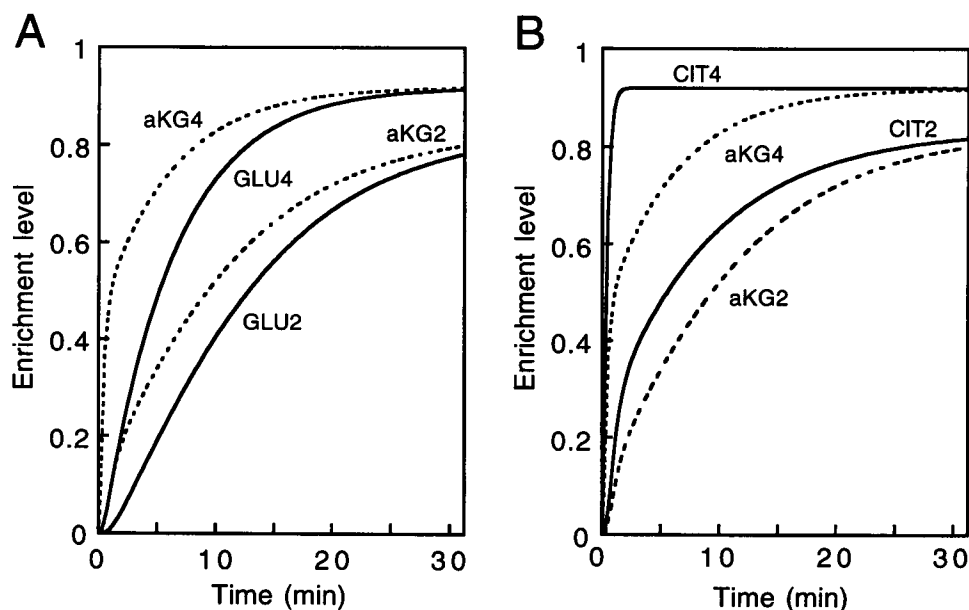 A
Enrichment level
1
0.8
0.6
0.4
0.2
0
aKG4
GLU4
aKG2
GLU2
0 10 20 30
Time (min)
B
Enrichment level
1
0.8
0.6
0.4
0.2
0
CIT4
aKG4
CIT2
aKG2
0 10 20 30
Time (min)